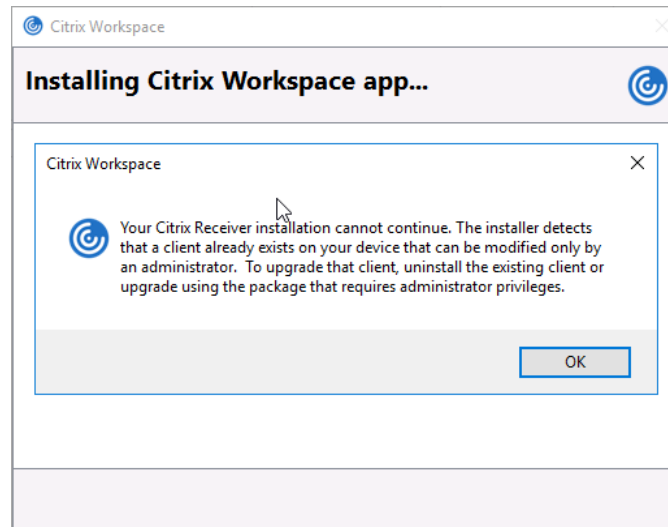 Citrix Workspace
Installing Citrix Workspace app...
Citrix Workspace
Your Citrix Receiver installation cannot continue. The installer detects
that a client already exists on your device that can be modified only by
an administrator.  To upgrade that client, uninstall the existing client or
upgrade using the package that requires administrator privileges.
OK